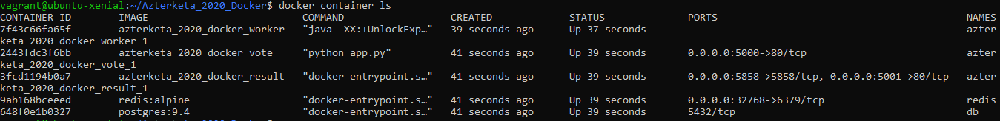 vagrant@ubuntu-xenial:~/Azterketa_2020_Docker$ docker container ls
CONTAINER ID        IMAGE                          COMMAND                  CREATED             STATUS              PORTS                                          NAMES
7f43c66fa65f        azterketa_2020_docker_worker   "java -XX:+UnlockExp…"   39 seconds ago      Up 37 seconds                                                      azter
keta_2020_docker_worker_1
2443fdc3f6bb        azterketa_2020_docker_vote     "python app.py"          41 seconds ago      Up 39 seconds       0.0.0.0:5000->80/tcp                           azter
keta_2020_docker_vote_1
3fcd1194b0a7        azterketa_2020_docker_result   "docker-entrypoint.s…"   41 seconds ago      Up 39 seconds       0.0.0.0:5858->5858/tcp, 0.0.0.0:5001->80/tcp   azter
keta_2020_docker_result_1
9ab168bceeed        redis:alpine                   "docker-entrypoint.s…"   41 seconds ago      Up 39 seconds       0.0.0.0:32768->6379/tcp                        redis
648f0e1b0327        postgres:9.4                   "docker-entrypoint.s…"   41 seconds ago      Up 39 seconds       5432/tcp                                       db